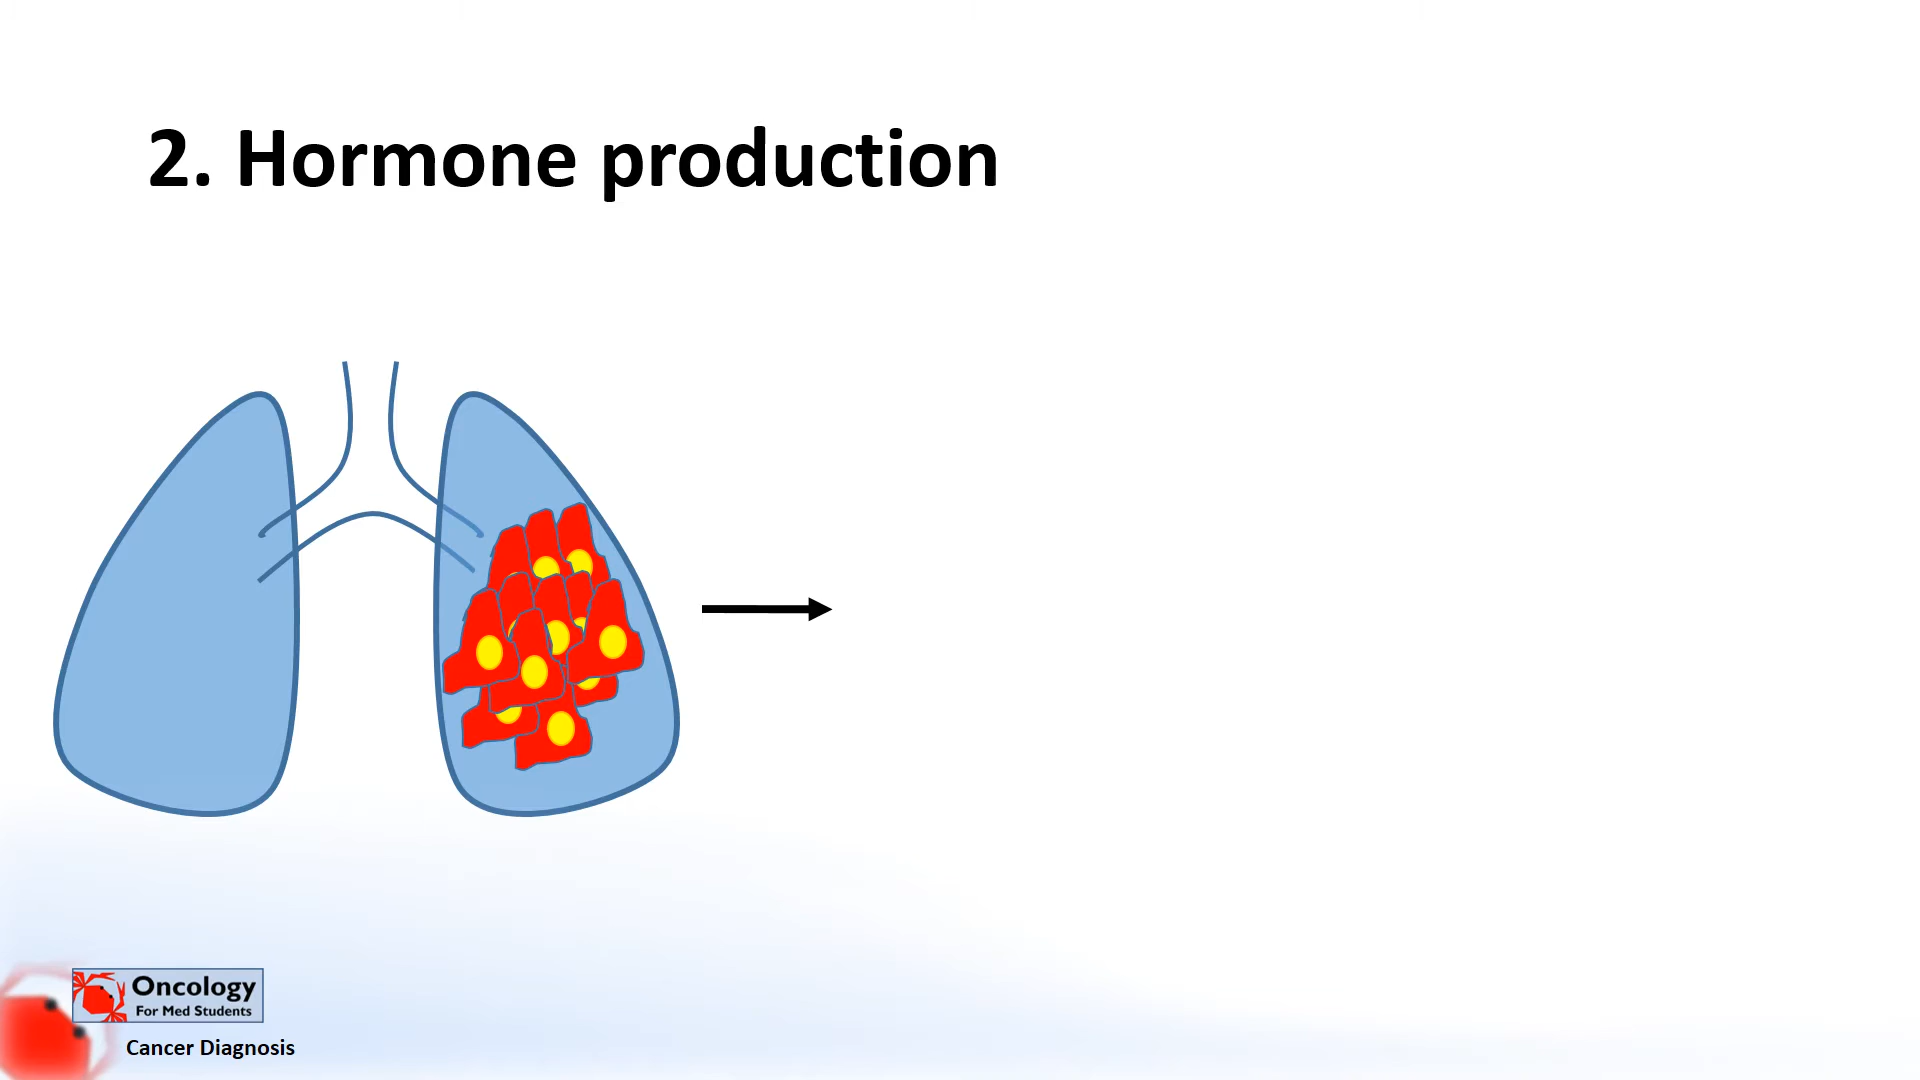 2. Hormone production
Oncology
For Med Students
Cancer Diagnosis